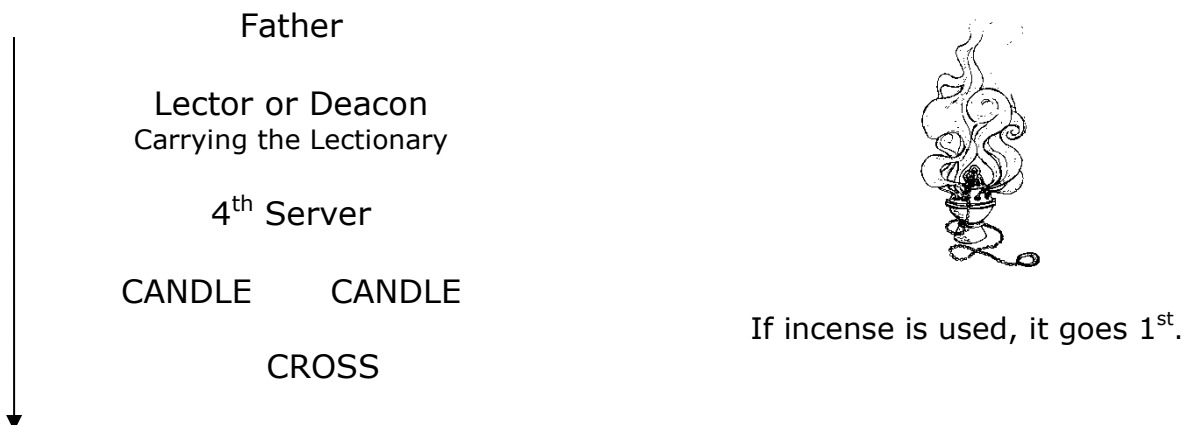 Father
Lector or Deacon
Carrying the Lectionary
4th Server
CANDLE CANDLE
CROSS
If incense is used, it goes 1st.